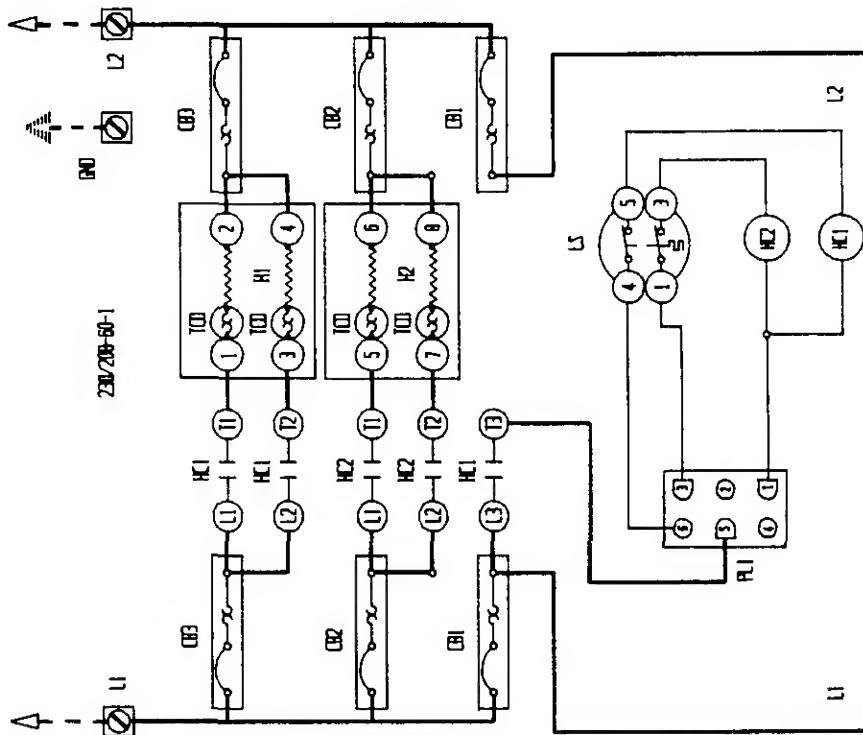 GND
L1 L2
230/208-60-1
CB3 HC1 TCO CB3
L1 T1 1 2
HC1 TCO H1
L2 T2 3 4
CB2 HC2 TCO CB2
L1 T1 5 6
HC2 TCO H2
L2 T2 7 8
CB1 HC1 CB1
L3 T3
LS
4 5
1 3
6 3
5 2
4 1
PL1
HC2
HC1
L1 L2